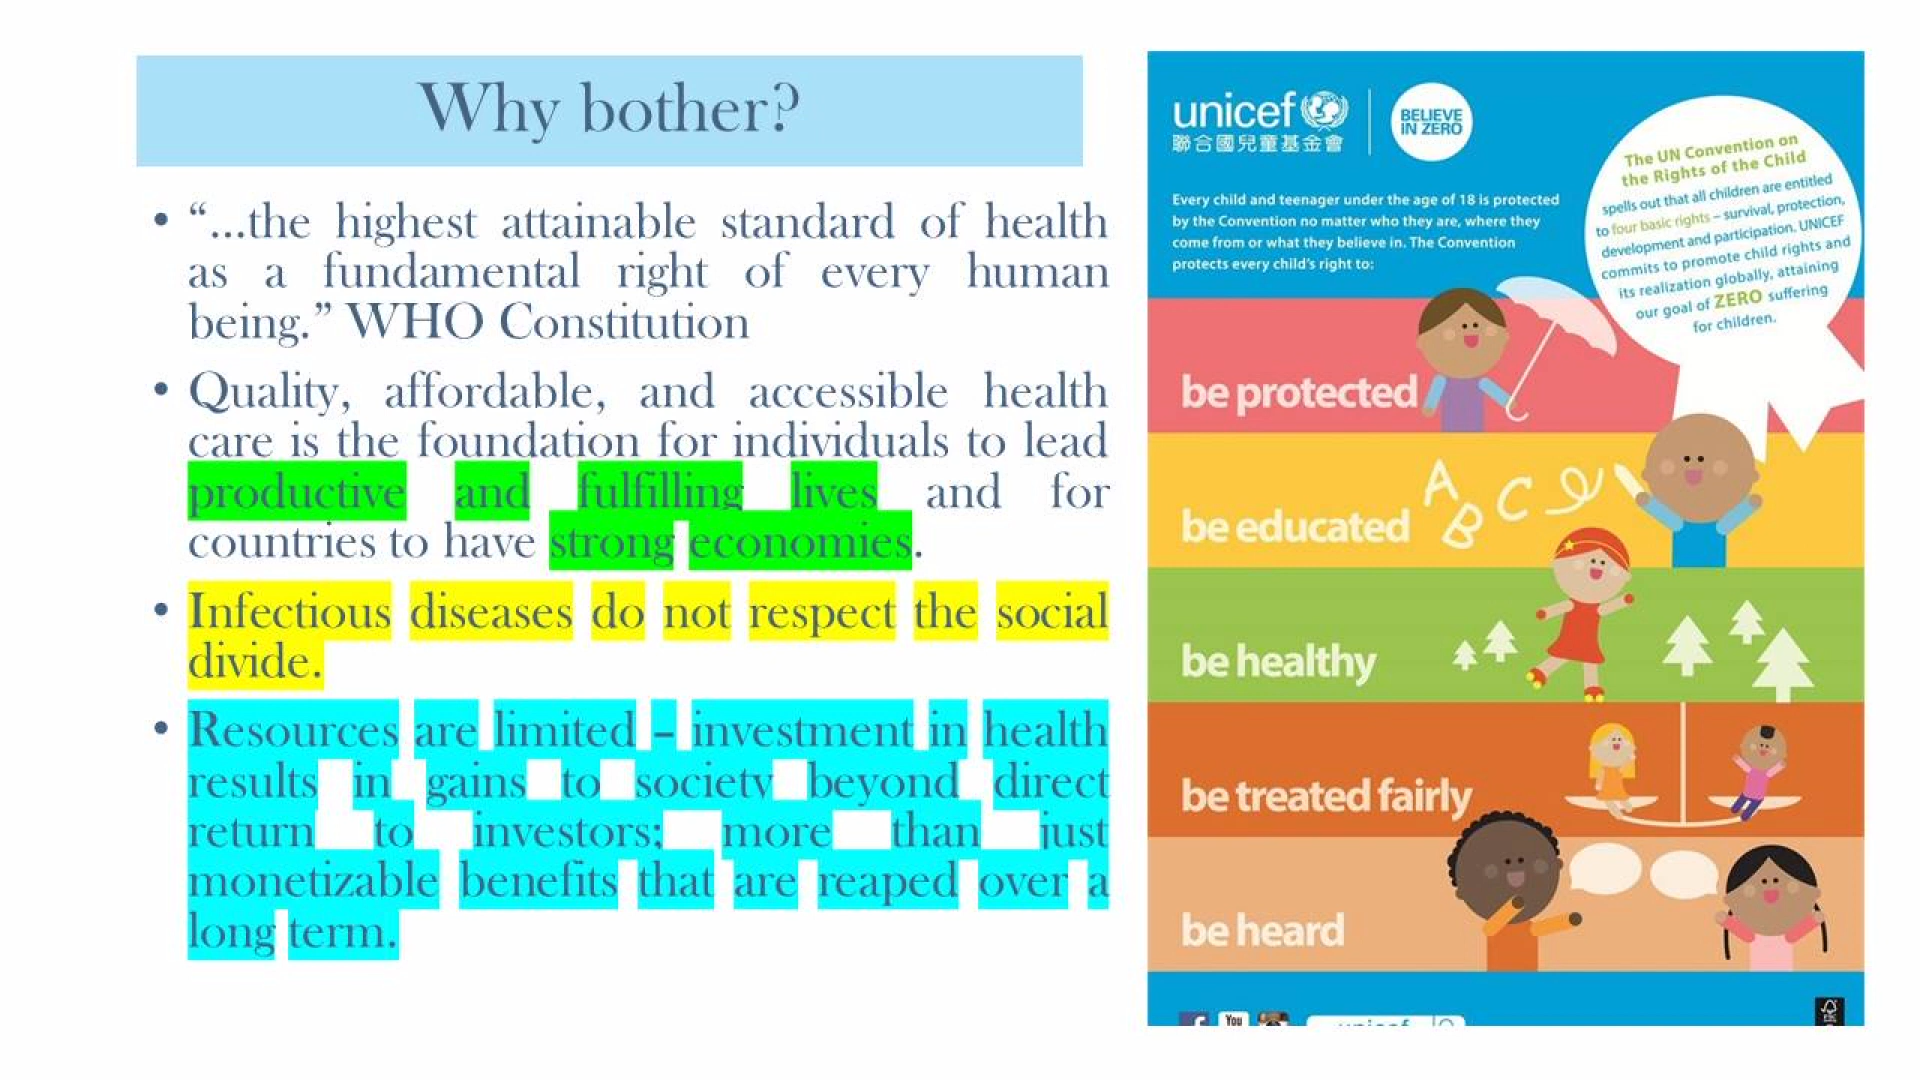 Why bother?
• “...the highest attainable standard of health
as a fundamental right of every human
being.” WHO Constitution
• Quality, affordable, and accessible health
care is the foundation for individuals to lead
productive and fulfilling lives and for
countries to have strong economies.
• Infectious diseases do not respect the social
divide.
• Resources are limited – investment in health
results in gains to society beyond direct
return to investors; more than just
monetizable benefits that are reaped over a
long term.
unicef
聯合國兒童基金會
BELIEVE
IN ZERO
Every child and teenager under the age of 18 is protected
by the Convention no matter who they are, where they
come from or what they believe in. The Convention
protects every child's right to:
The UN Convention on
the Rights of the Child
spells out that all children are entitled
to four basic rights – survival, protection,
development and participation. UNICEF
commits to promote child rights and
its realization globally, attaining
our goal of ZERO suffering
for children.
be protected
be educated
A B C
be healthy
be treated fairly
be heard
f
You
unicef
FSC